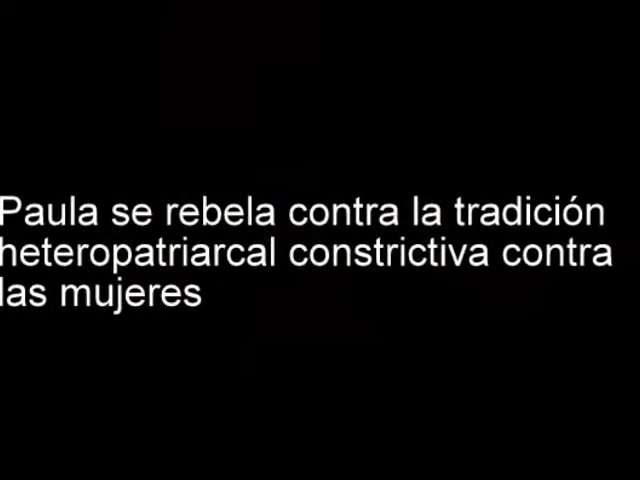 Paula se rebela contra la tradición
heteropatriarcal constrictiva contra
las mujeres